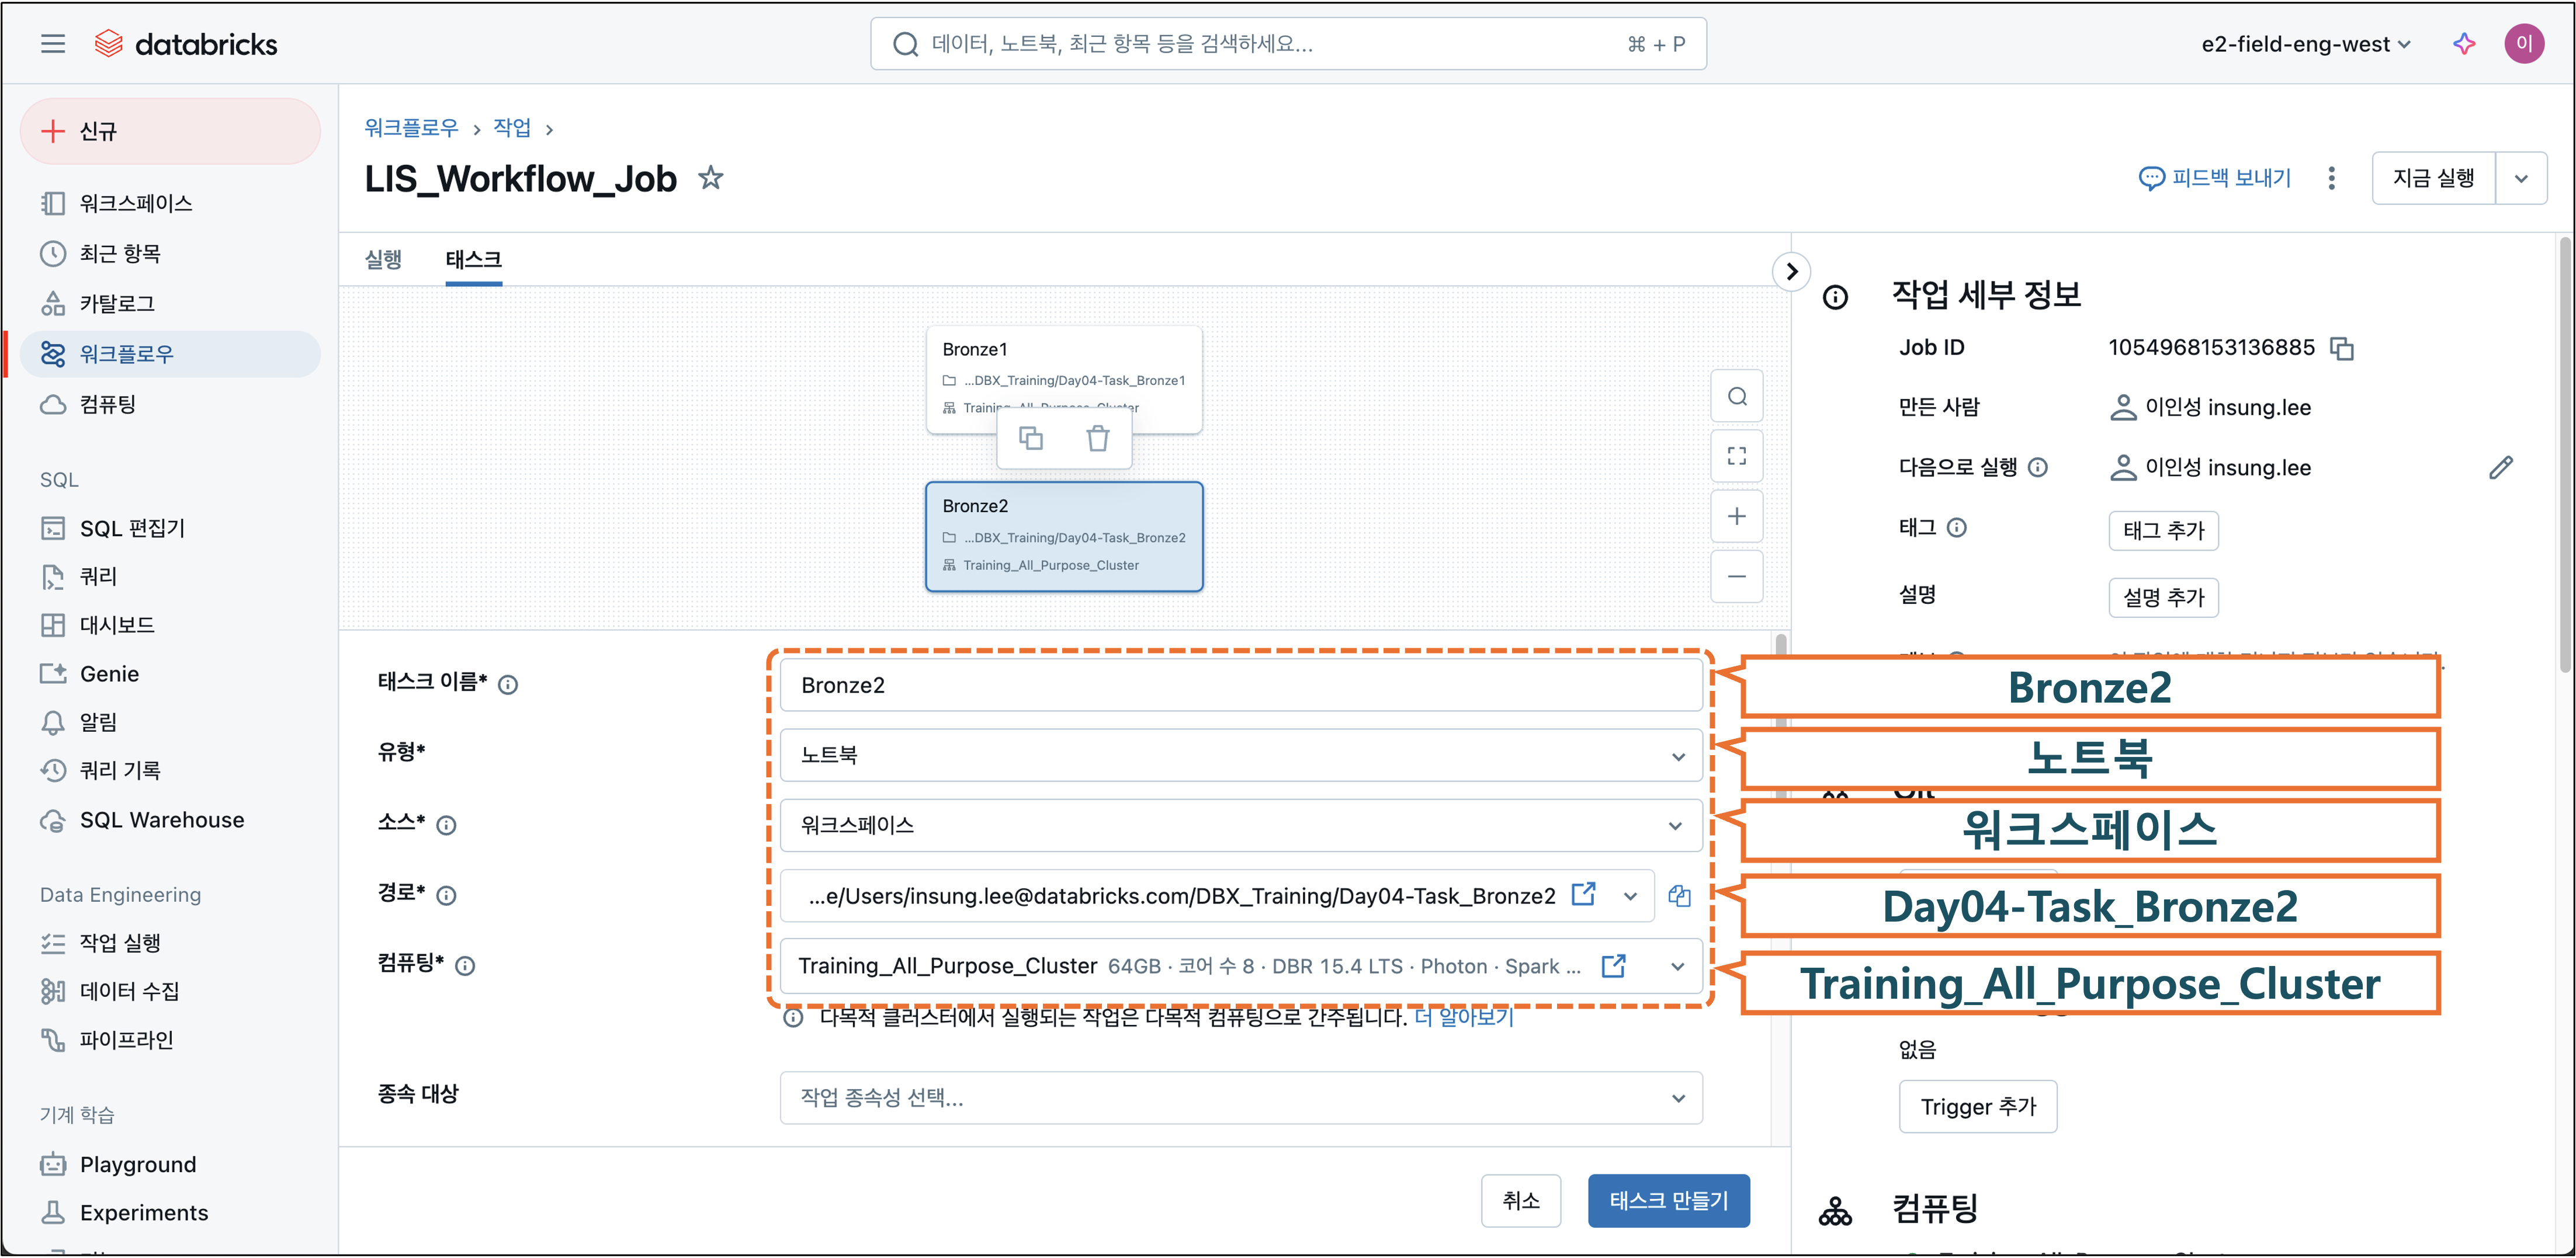 databricks
데이터, 노트북, 최근 항목 등을 검색하세요...
⌘ + P
e2-field-eng-west
이
신규
워크스페이스
최근 항목
카탈로그
워크플로우
컴퓨팅
SQL
SQL 편집기
쿼리
대시보드
Genie
알림
쿼리 기록
SQL Warehouse
Data Engineering
작업 실행
데이터 수집
파이프라인
기계 학습
Playground
Experiments
워크플로우 › 작업 ›
LIS_Workflow_Job
피드백 보내기
지금 실행
실행
태스크
Bronze1
...DBX_Training/Day04-Task_Bronze1
Training_All_Purpose_Cluster
Bronze2
...DBX_Training/Day04-Task_Bronze2
Training_All_Purpose_Cluster
태스크 이름*
Bronze2
유형*
노트북
소스*
워크스페이스
경로*
...e/Users/insung.lee@databricks.com/DBX_Training/Day04-Task_Bronze2
컴퓨팅*
Training_All_Purpose_Cluster 64GB · 코어 수 8 · DBR 15.4 LTS · Photon · Spark ...
다목적 클러스터에서 실행되는 작업은 다목적 컴퓨팅으로 간주됩니다. 더 알아보기
종속 대상
작업 종속성 선택...
취소
태스크 만들기
작업 세부 정보
Job ID
1054968153136885
만든 사람
이인성 insung.lee
다음으로 실행
이인성 insung.lee
태그
태그 추가
설명
설명 추가
Bronze2
노트북
워크스페이스
Day04-Task_Bronze2
Training_All_Purpose_Cluster
없음
Trigger 추가
컴퓨팅